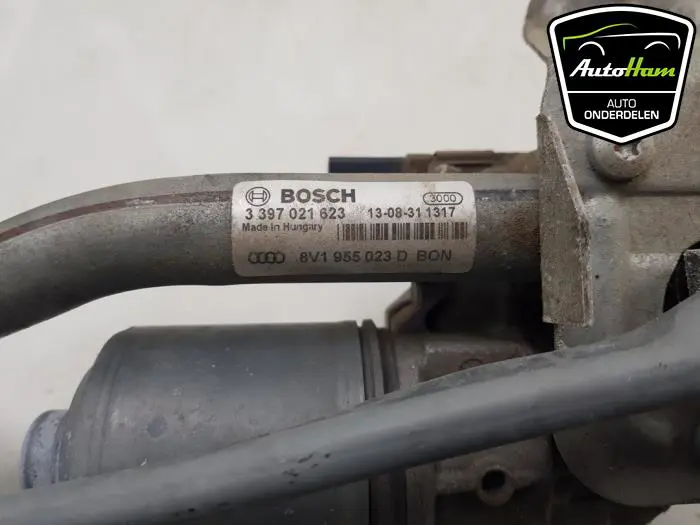 AutoHam
AUTO
ONDERDELEN
BOSCH
3000
3 397 021 623 13-08-31 1317
Made in Hungary
8V1 955 023 D BON